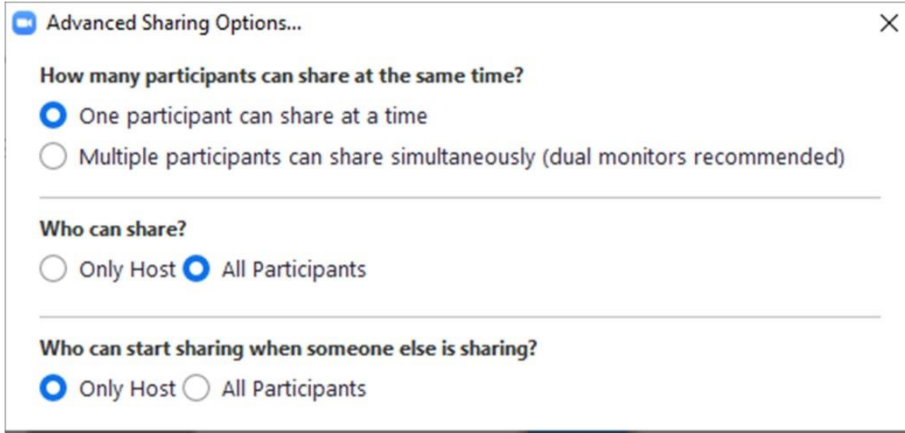 Advanced Sharing Options...
How many participants can share at the same time?
One participant can share at a time
Multiple participants can share simultaneously (dual monitors recommended)
Who can share?
Only Host All Participants
Who can start sharing when someone else is sharing?
Only Host All Participants